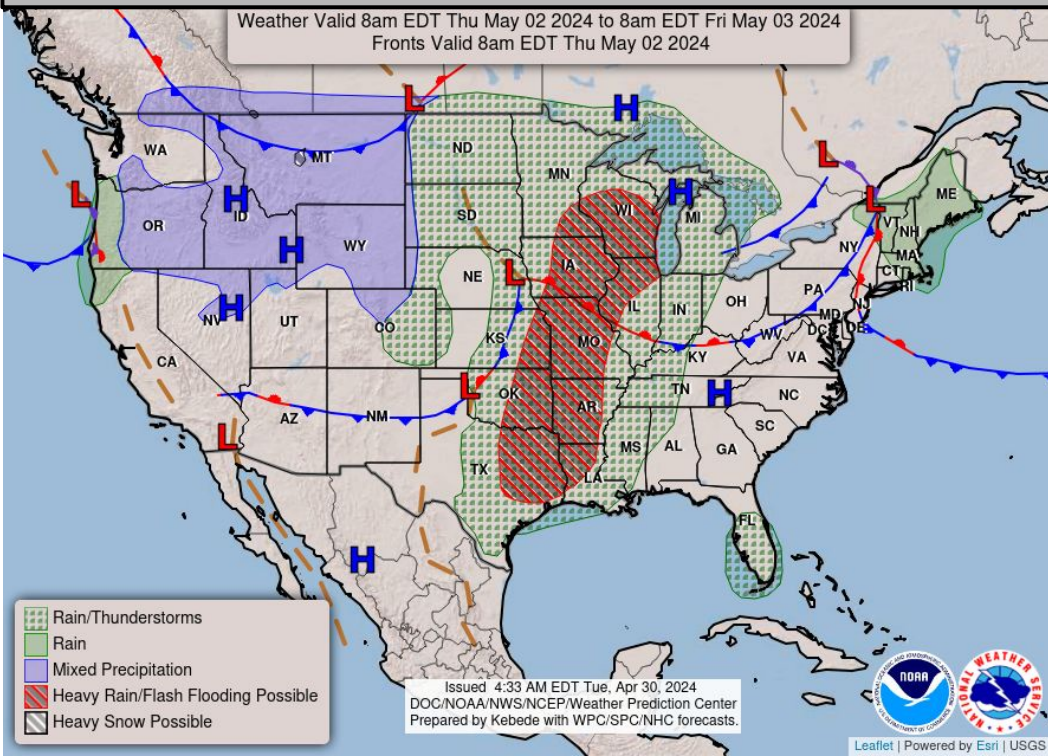 Weather Valid 8am EDT Thu May 02 2024 to 8am EDT Fri May 03 2024
Fronts Valid 8am EDT Thu May 02 2024
L
H
WA
MT
ND
MN
L
L
H
ID
OR
H
WY
SD
WI
H
MI
L
ME
VT
NH
NY
MA
CT
RI
L
NE
IA
H
NV
UT
CO
KS
IL
IN
OH
PA
NJ
MD
DE
DC
WV
VA
MO
KY
CA
AZ
NM
L
OK
AR
TN
H
NC
SC
L
TX
LA
MS
AL
GA
FL
H
Rain/Thunderstorms
Rain
Mixed Precipitation
Heavy Rain/Flash Flooding Possible
Heavy Snow Possible
Issued 4:33 AM EDT Tue, Apr 30, 2024
DOC/NOAA/NWS/NCEP/Weather Prediction Center
Prepared by Kebede with WPC/SPC/NHC forecasts.
NOAA
NATIONAL WEATHER SERVICE
Leaflet | Powered by Esri | USGS